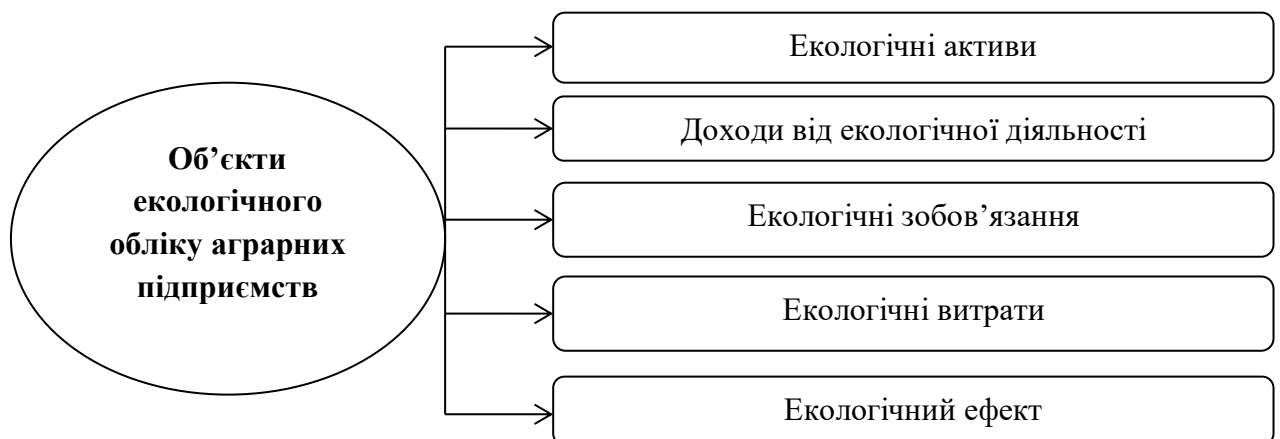 Об’єкти
екологічного
обліку аграрних
підприємств
Екологічні активи
Доходи від екологічної діяльності
Екологічні зобов’язання
Екологічні витрати
Екологічний ефект